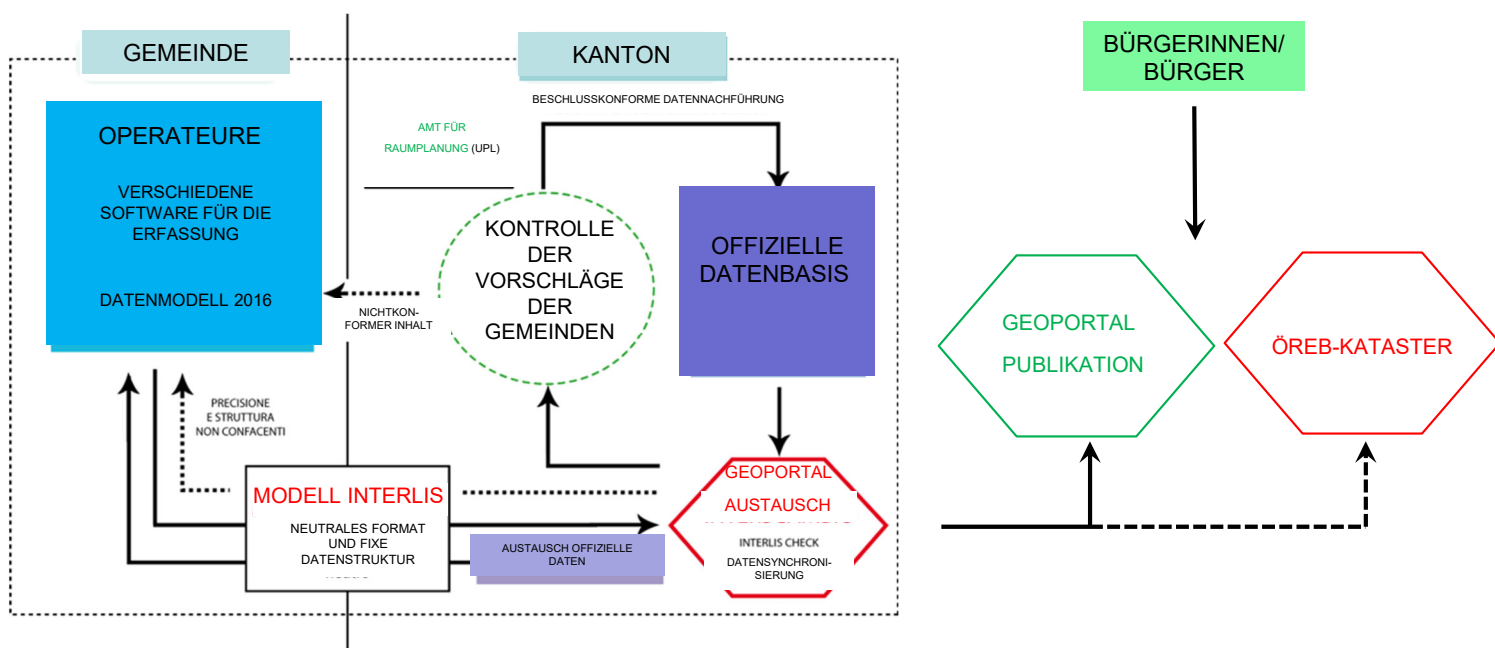 GEMEINDE
KANTON
BÜRGERINNEN/
BÜRGER
OPERATEURE
VERSCHIEDENE
SOFTWARE FÜR DIE
ERFASSUNG
DATENMODELL 2016
BESCHLUSSKONFORME DATENNACHFÜHRUNG
AMT FÜR
RAUMPLANUNG (UPL)
KONTROLLE
DER
VORSCHLÄGE
DER
GEMEINDEN
OFFIZIELLE
DATENBASIS
NICHTKON-
FORMER INHALT
PRECISIONE
E STRUTTURA
NON CONFACENTI
MODELL INTERLIS
NEUTRALES FORMAT
UND FIXE
DATENSTRUKTUR
AUSTAUSCH OFFIZIELLE
DATEN
GEOPORTAL
AUSTAUSCH
INTERLIS CHECK
DATENSYNCHRONI-
SIERUNG
GEOPORTAL
PUBLIKATION
ÖREB-KATASTER